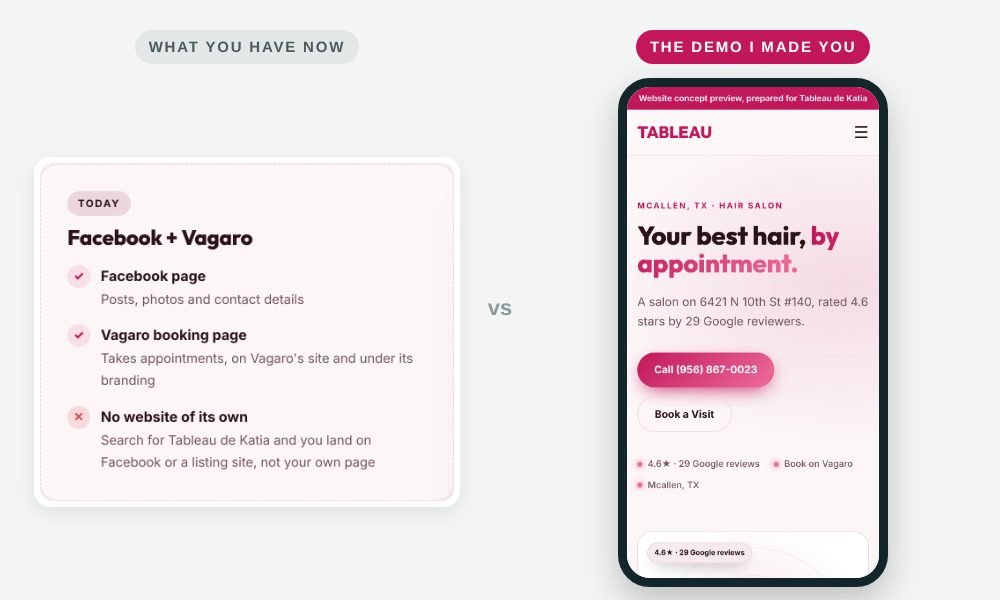 WHAT YOU HAVE NOW
TODAY
Facebook + Vagaro
Facebook page
Posts, photos and contact details
Vagaro booking page
Takes appointments, on Vagaro's site and under its
branding
No website of its own
Search for Tableau de Katia and you land on
Facebook or a listing site, not your own page
vs
THE DEMO I MADE YOU
Website concept preview, prepared for Tableau de Katia
TABLEAU
MCALLEN, TX · HAIR SALON
Your best hair, by
appointment.
A salon on 6421 N 10th St #140, rated 4.6
stars by 29 Google reviewers.
Call (956) 867-0023
Book a Visit
4.6★ · 29 Google reviews
Book on Vagaro
Mcallen, TX
4.6★ · 29 Google reviews